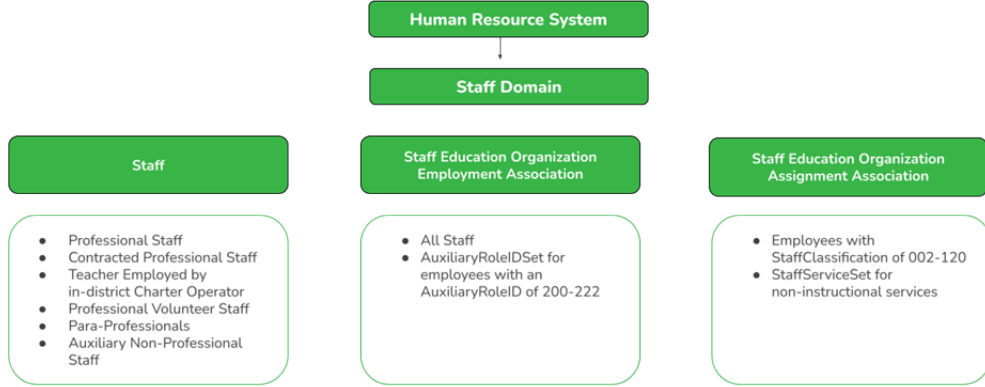 Human Resource System
Staff Domain
Staff
● Professional Staff
● Contracted Professional Staff
● Teacher Employed by
in-district Charter Operator
● Professional Volunteer Staff
● Para-Professionals
● Auxiliary Non-Professional
Staff
Staff Education Organization
Employment Association
● All Staff
● AuxiliaryRoleIDSet for
employees with an
AuxiliaryRoleID of 200-222
Staff Education Organization
Assignment Association
● Employees with
StaffClassification of 002-120
● StaffServiceSet for
non-instructional services